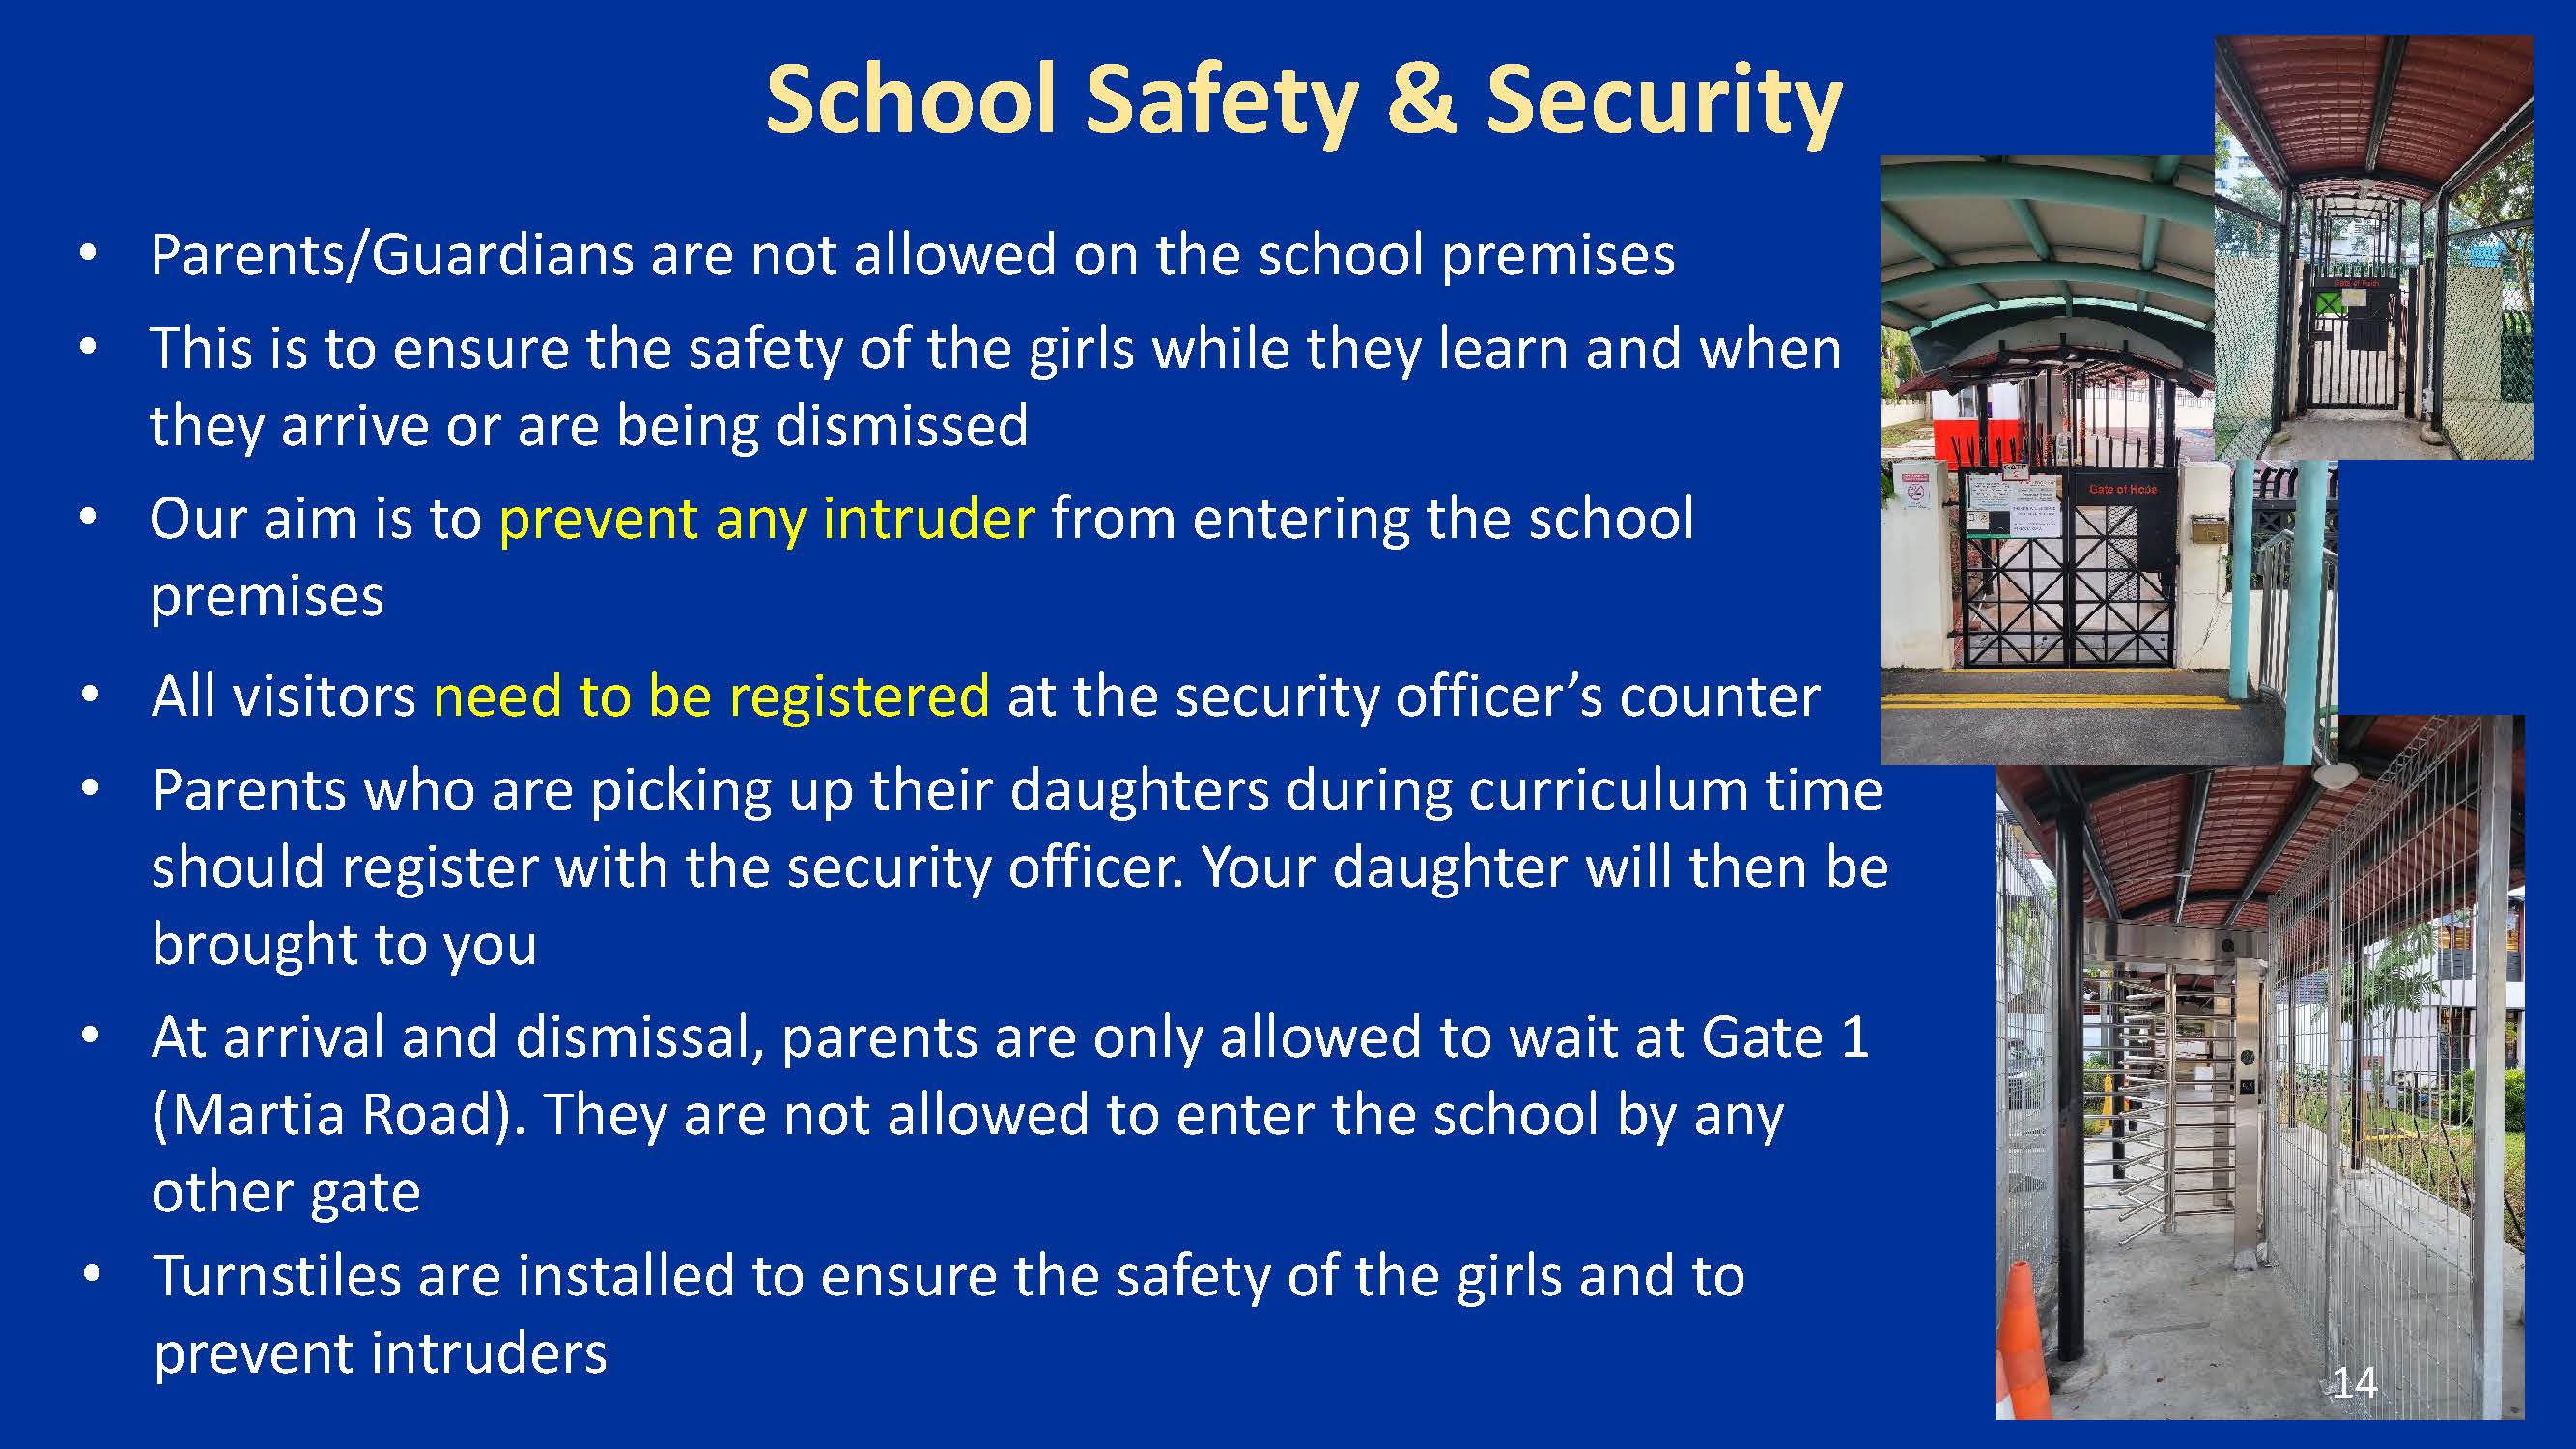 School Safety & Security
• Parents/Guardians are not allowed on the school premises
• This is to ensure the safety of the girls while they learn and when
they arrive or are being dismissed
• Our aim is to prevent any intruder from entering the school
premises
• All visitors need to be registered at the security officer’s counter
• Parents who are picking up their daughters during curriculum time
should register with the security officer. Your daughter will then be
brought to you
• At arrival and dismissal, parents are only allowed to wait at Gate 1
(Martia Road). They are not allowed to enter the school by any
other gate
• Turnstiles are installed to ensure the safety of the girls and to
prevent intruders
Gate of Faith
GATE
Gate of Hope
14